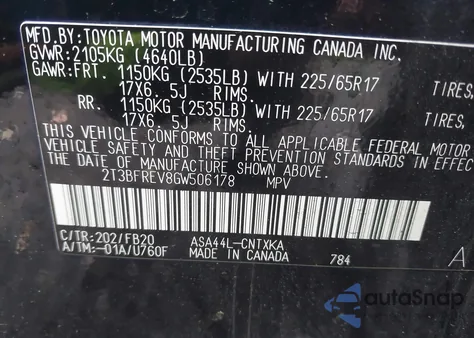 MFD.BY:TOYOTA MOTOR MANUFACTURING CANADA INC.
GVWR:2105KG (4640LB)
GAWR:FRT. 1150KG (2535LB) WITH 225/65R17 TIRES,
17X6.5J RIMS.
RR. 1150KG (2535LB) WITH 225/65R17 TIRES,
17X6.5J RIMS.
THIS VEHICLE CONFORMS TO ALL APPLICABLE FEDERAL MOTOR
VEHICLE SAFETY AND THEFT PREVENTION STANDARDS IN EFFEC
THE DATE OF MANUFACTURE SHOWN ABOVE.
2T3BFREV8GW506178 MPV
C/TR:202/FB20 ASA44L-CNTXKA A
A/TM:-01A/U760F MADE IN CANADA 784
autoSnap